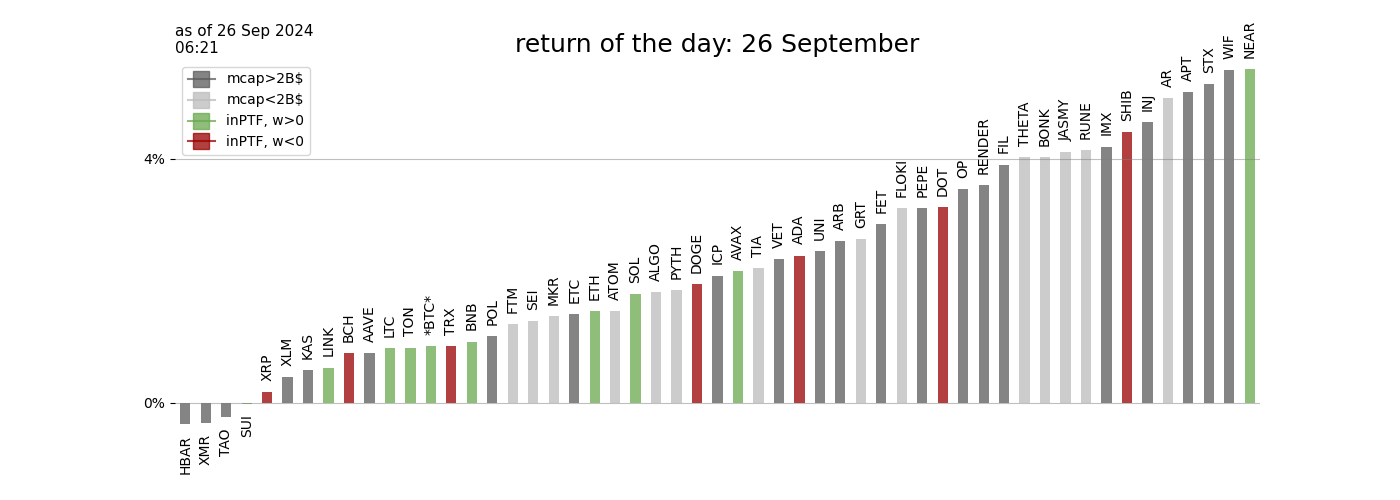 as of 26 Sep 2024
06:21
return of the day: 26 September
mcap>2B$
mcap<2B$
inPTF, w>0
inPTF, w<0
4%
0%
HBAR
XMR
TAO
SUI
XRP
XLM
KAS
LINK
BCH
AAVE
LTC
TON
*BTC*
TRX
BNB
POL
FTM
SEI
MKR
ETC
ETH
ATOM
SOL
ALGO
PYTH
DOGE
ICP
AVAX
TIA
VET
ADA
UNI
ARB
GRT
FET
FLOKI
PEPE
DOT
OP
RENDER
FIL
THETA
BONK
JASMY
RUNE
IMX
SHIB
INJ
AR
APT
STX
WIF
NEAR